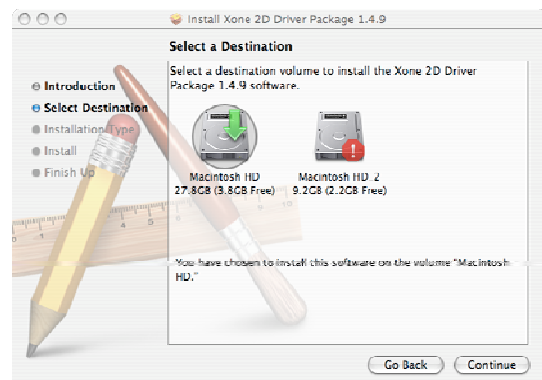 Install Xone 2D Driver Package 1.4.9
Select a Destination
Introduction
Select Destination
Installation Type
Install
Finish Up
Select a destination volume to install the Xone 2D Driver
Package 1.4.9 software.
Macintosh HD
27.8GB (3.8GB Free)
Macintosh HD 2
9.2GB (2.2GB Free)
You have chosen to install this software on the volume "Macintosh
HD."
Go Back
Continue